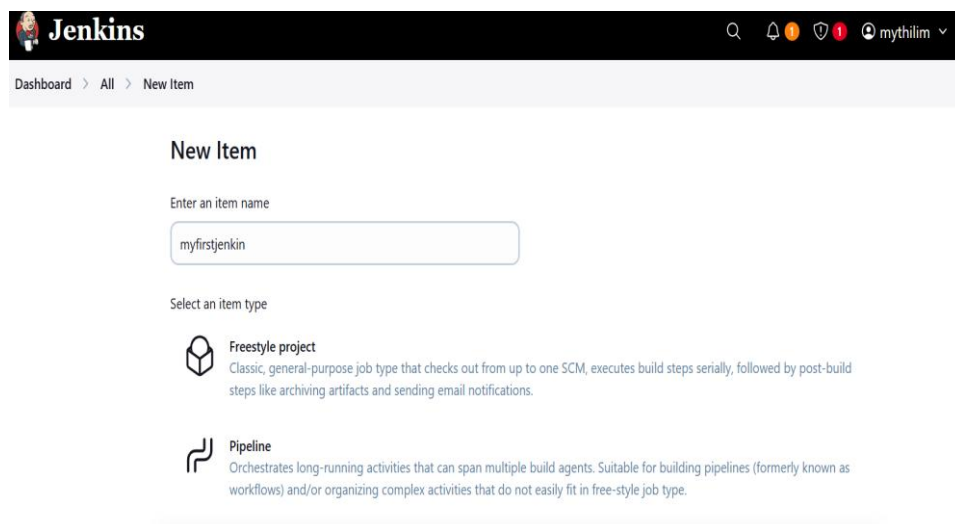 Jenkins
1
1
mythilim
Dashboard > All > New Item
New Item
Enter an item name
myfirstjenkin
Select an item type
Freestyle project
Classic, general-purpose job type that checks out from up to one SCM, executes build steps serially, followed by post-build
steps like archiving artifacts and sending email notifications.
Pipeline
Orchestrates long-running activities that can span multiple build agents. Suitable for building pipelines (formerly known as
workflows) and/or organizing complex activities that do not easily fit in free-style job type.